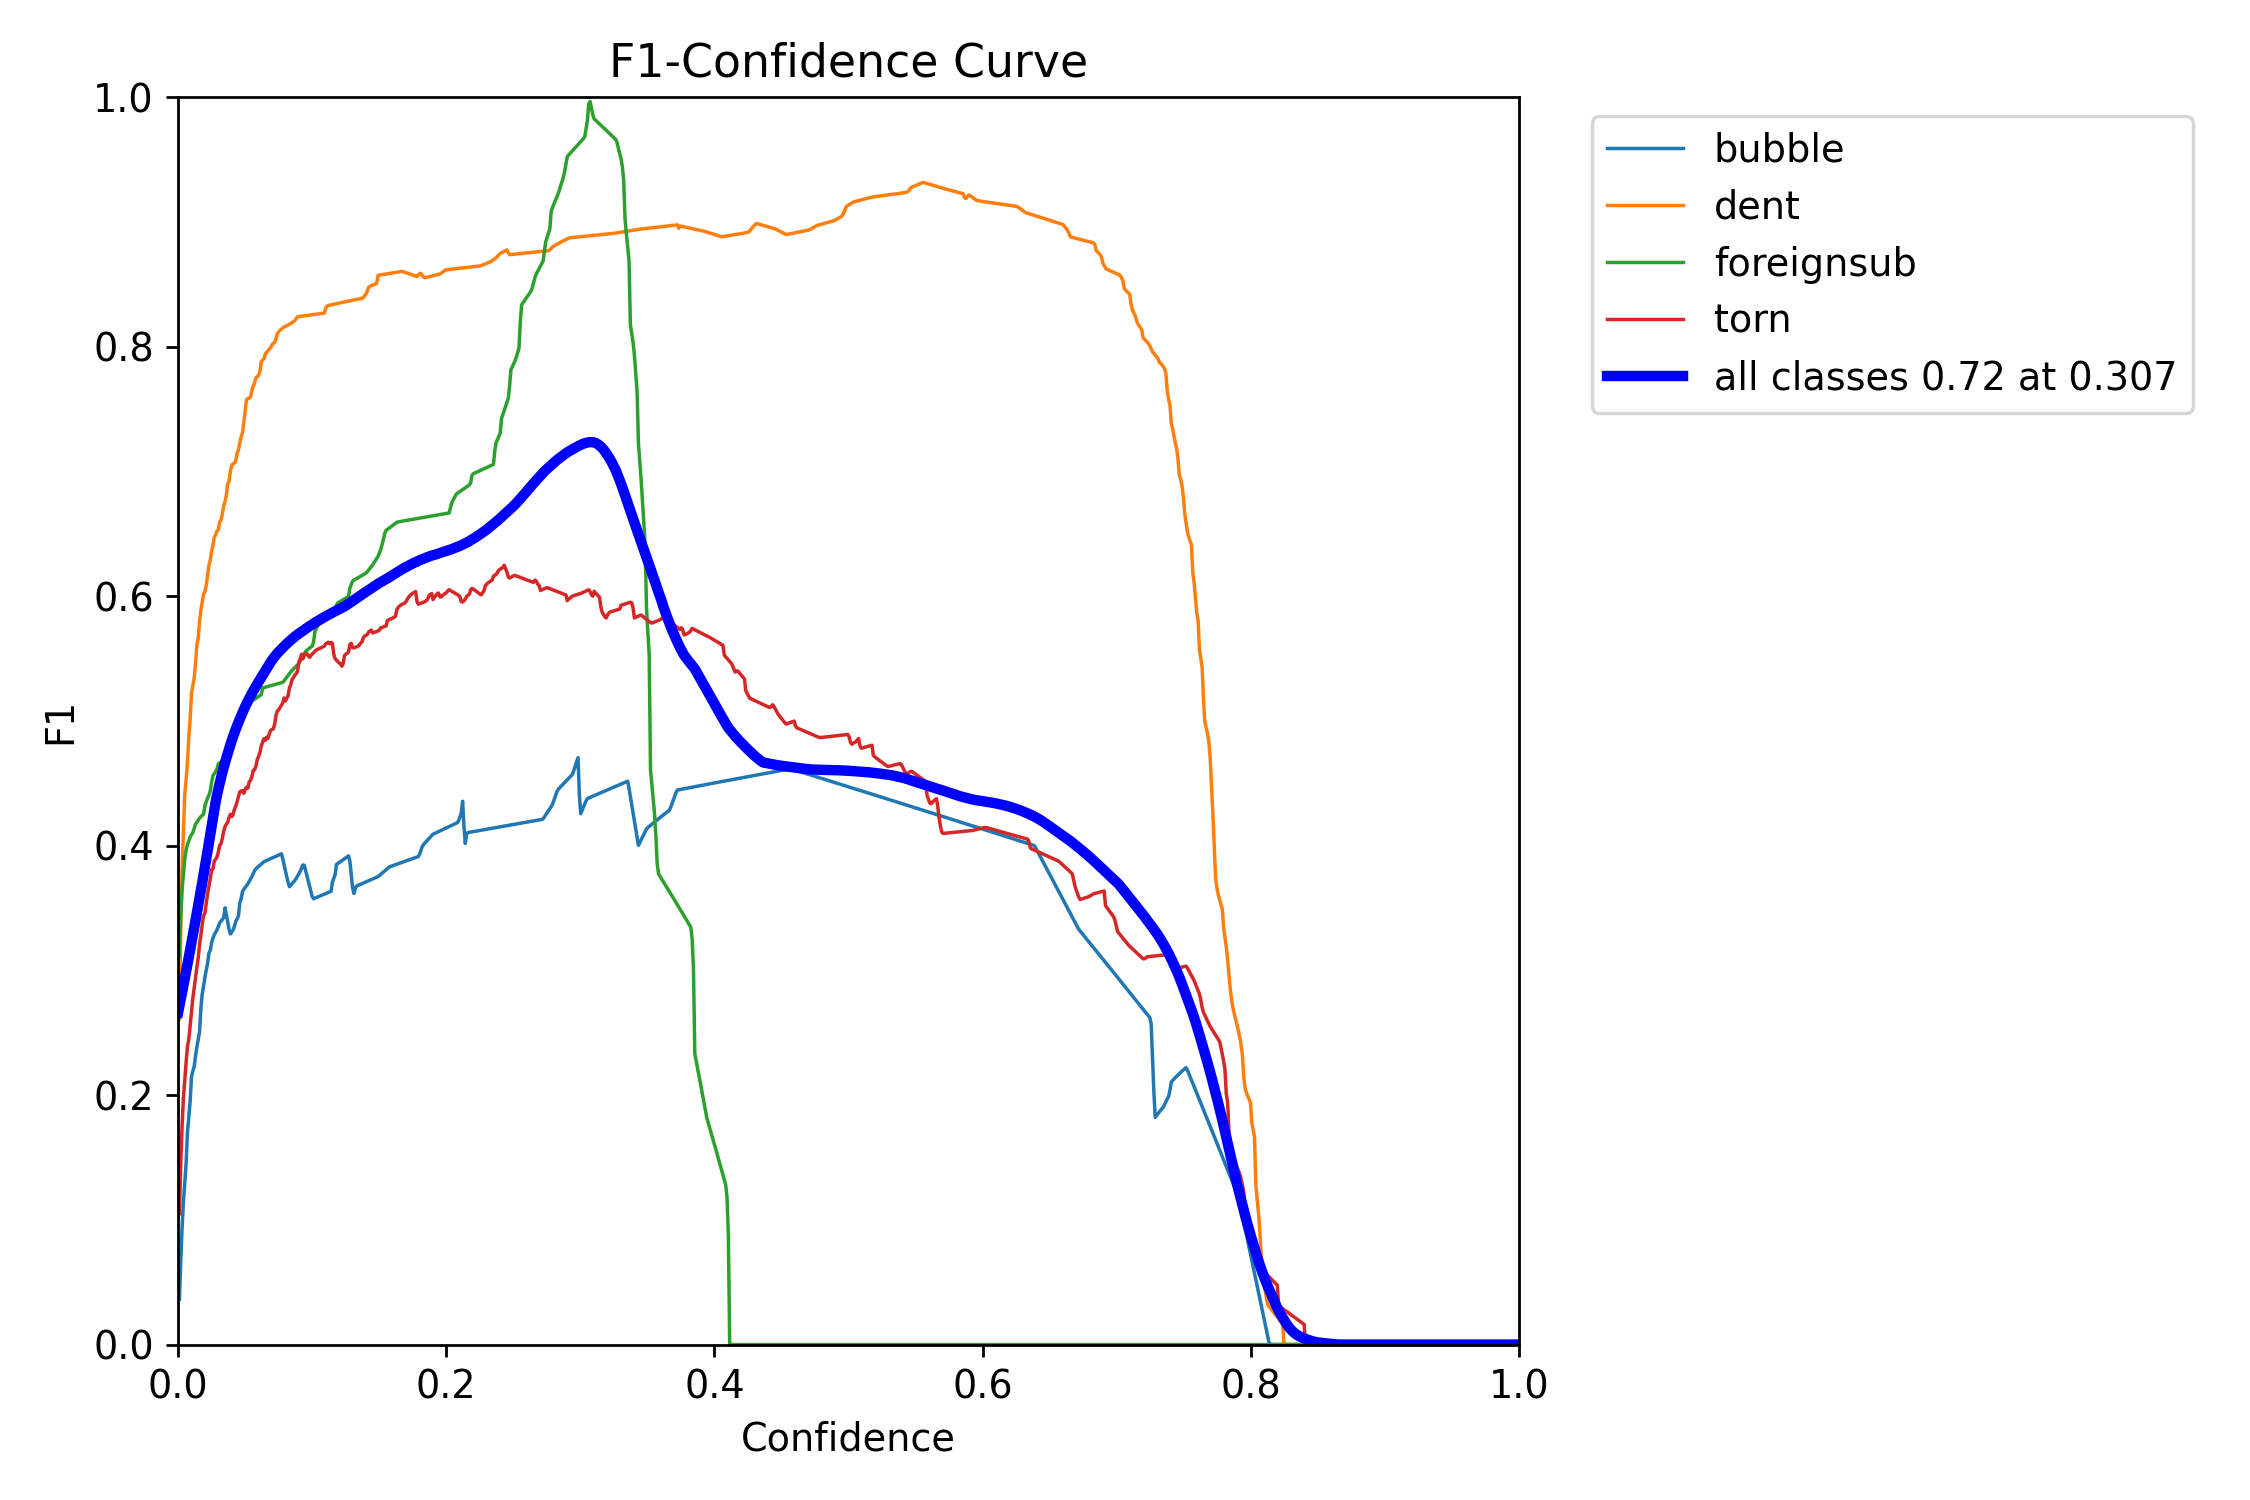 F1-Confidence Curve
1.0
0.8
0.6
0.4
0.2
0.0
F1
0.0 0.2 0.4 0.6 0.8 1.0
Confidence
bubble
dent
foreignsub
torn
all classes 0.72 at 0.307